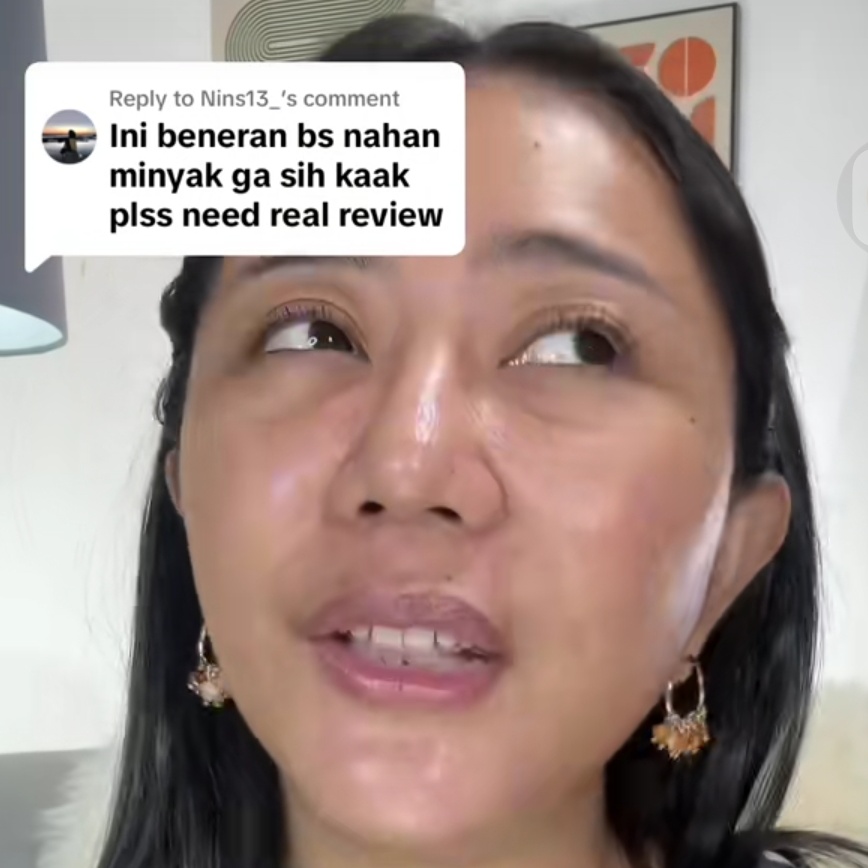 Reply to Nins13_'s comment
Ini beneran bs nahan
minyak ga sih kaak
plss need real review